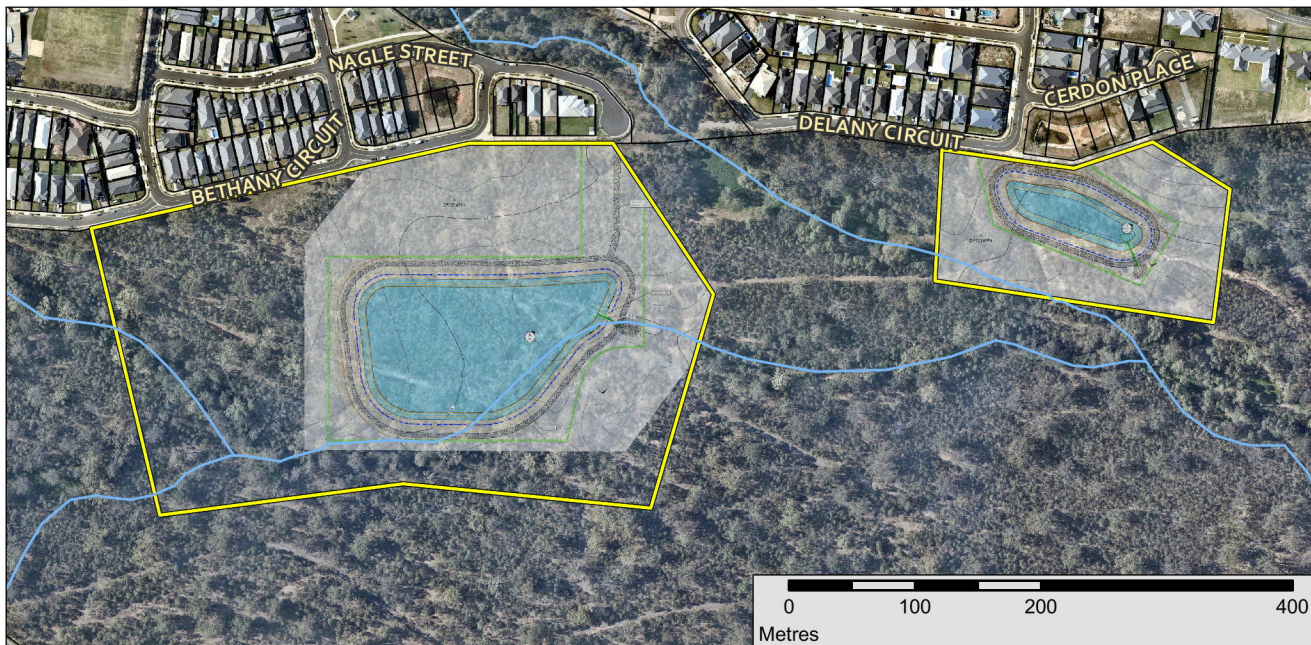 NAGLE STREET
CERDON PLACE
DELANY CIRCUIT
BETHANY CIRCUIT
0
100
200
400
Metres